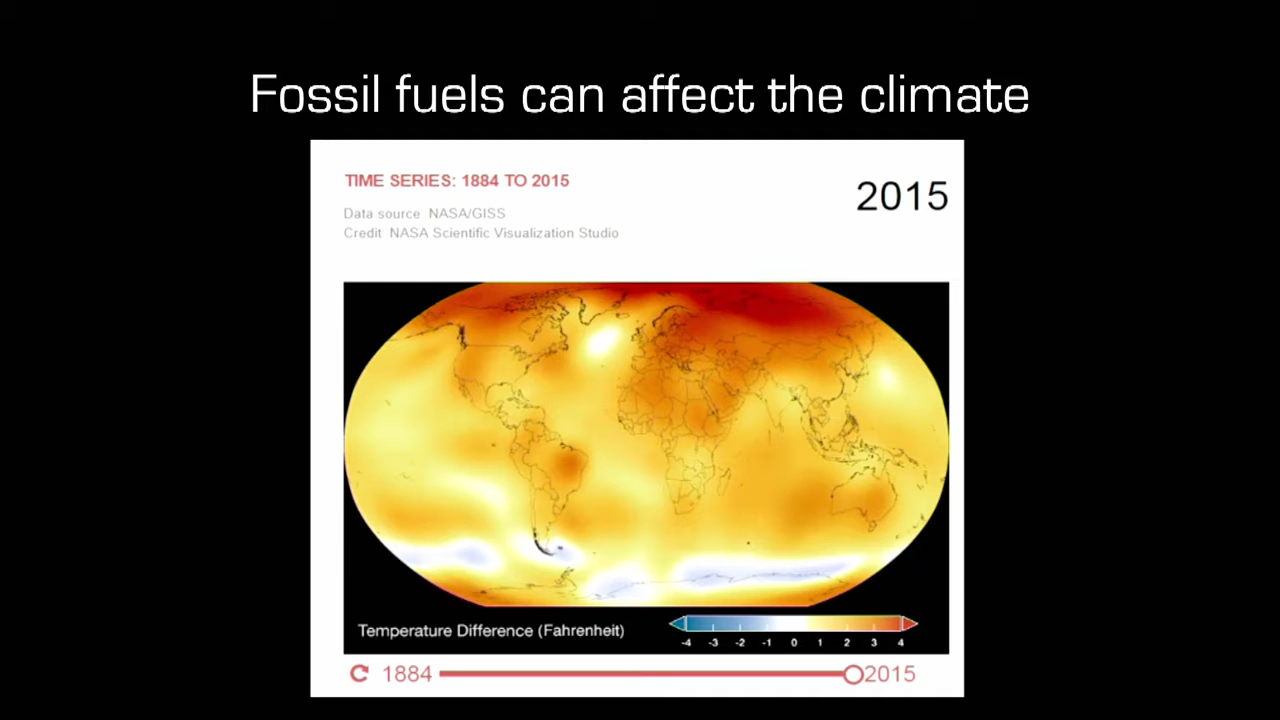 Fossil fuels can affect the climate
TIME SERIES: 1884 TO 2015
2015
Data source NASA/GISS
Credit NASA Scientific Visualization Studio
Temperature Difference (Fahrenheit)
-4 -3 -2 -1 0 1 2 3 4
1884 2015